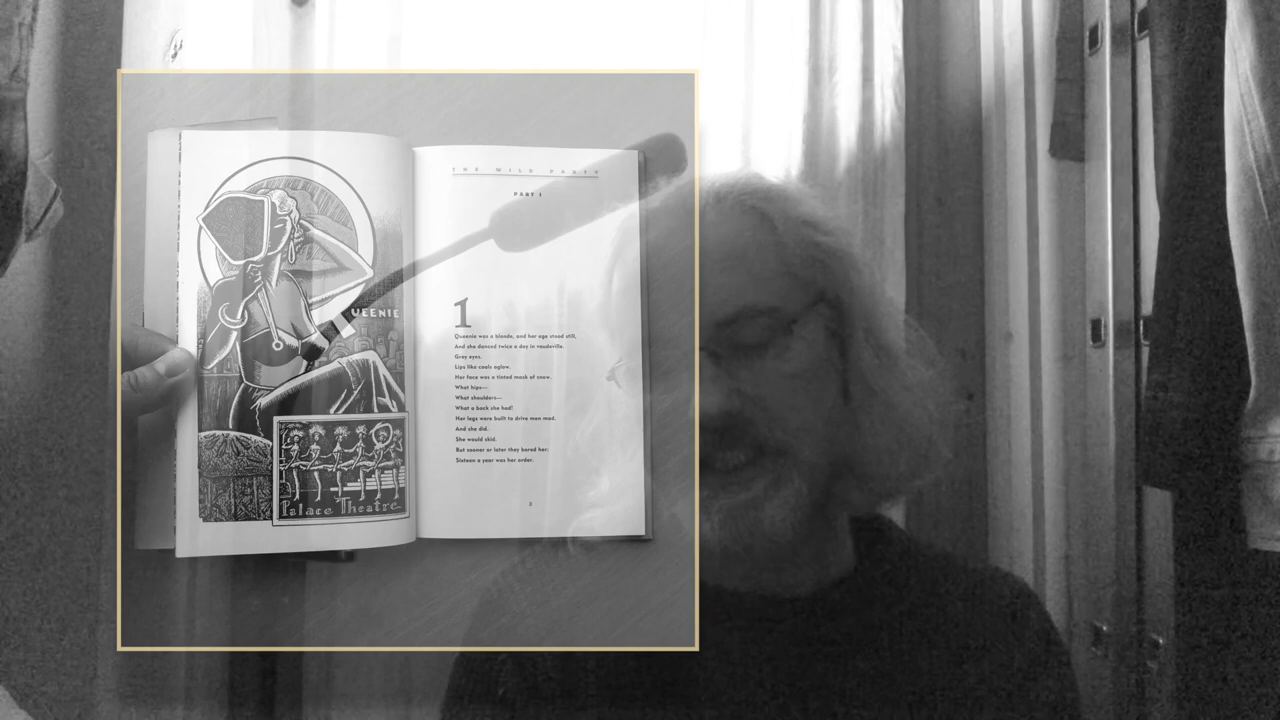 QUEENIE
Palace Theatre
THE WILD PARTY
PART 1
1
Queenie was a blonde, and her age stood still,
And she danced twice a day in vaudeville.
Gray eyes.
Lips like coals aglow.
Her face was a tinted mask of snow.
What hips—
What shoulders—
What a back she had!
Her legs were built to drive men mad.
And she did.
She would skid.
But sooner or later they bored her:
Sixteen a year was her order.